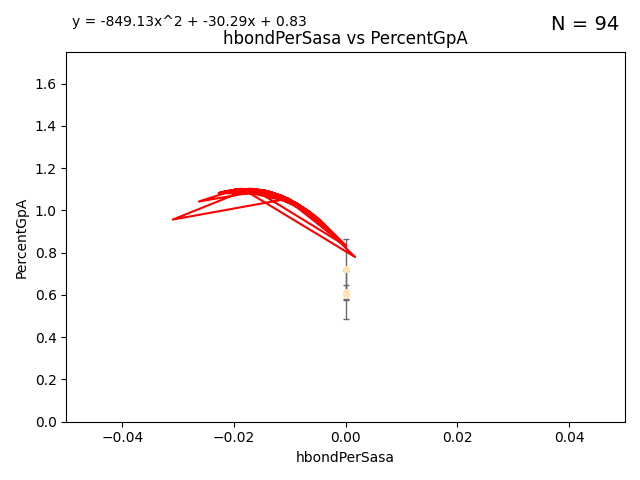 y = -849.13x^2 + -30.29x + 0.83
N = 94
hbondPerSasa vs PercentGpA
1.6
1.4
1.2
1.0
0.8
0.6
0.4
0.2
0.0
PercentGpA
−0.04 −0.02 0.00 0.02 0.04
hbondPerSasa